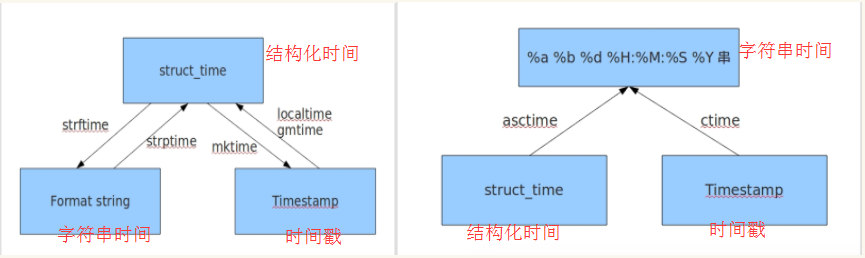 struct_time
结构化时间
strftime
strptime
mktime
localtime
gmtime
Format string
字符串时间
Timestamp
时间戳
%a %b %d %H:%M:%S %Y 串
字符串时间
asctime
ctime
struct_time
结构化时间
Timestamp
时间戳